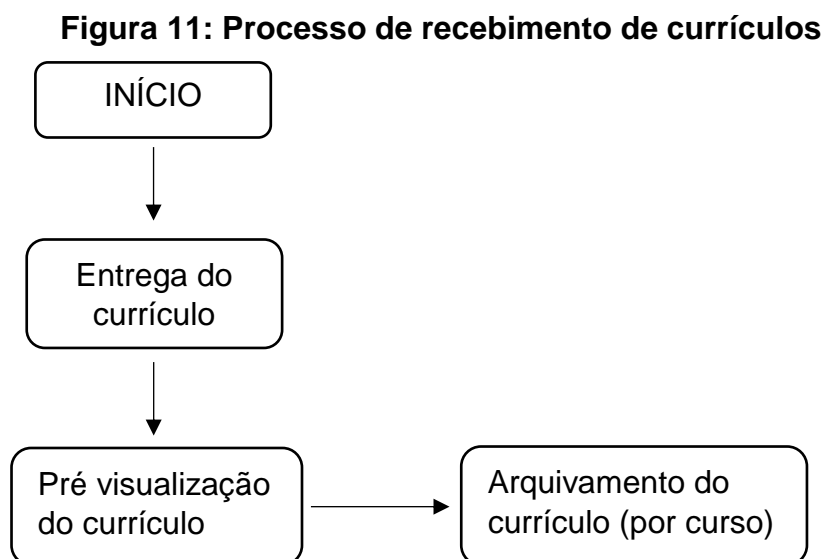 Figura 11: Processo de recebimento de currículos
INÍCIO
Entrega do
currículo
Pré visualização
do currículo
Arquivamento do
currículo (por curso)